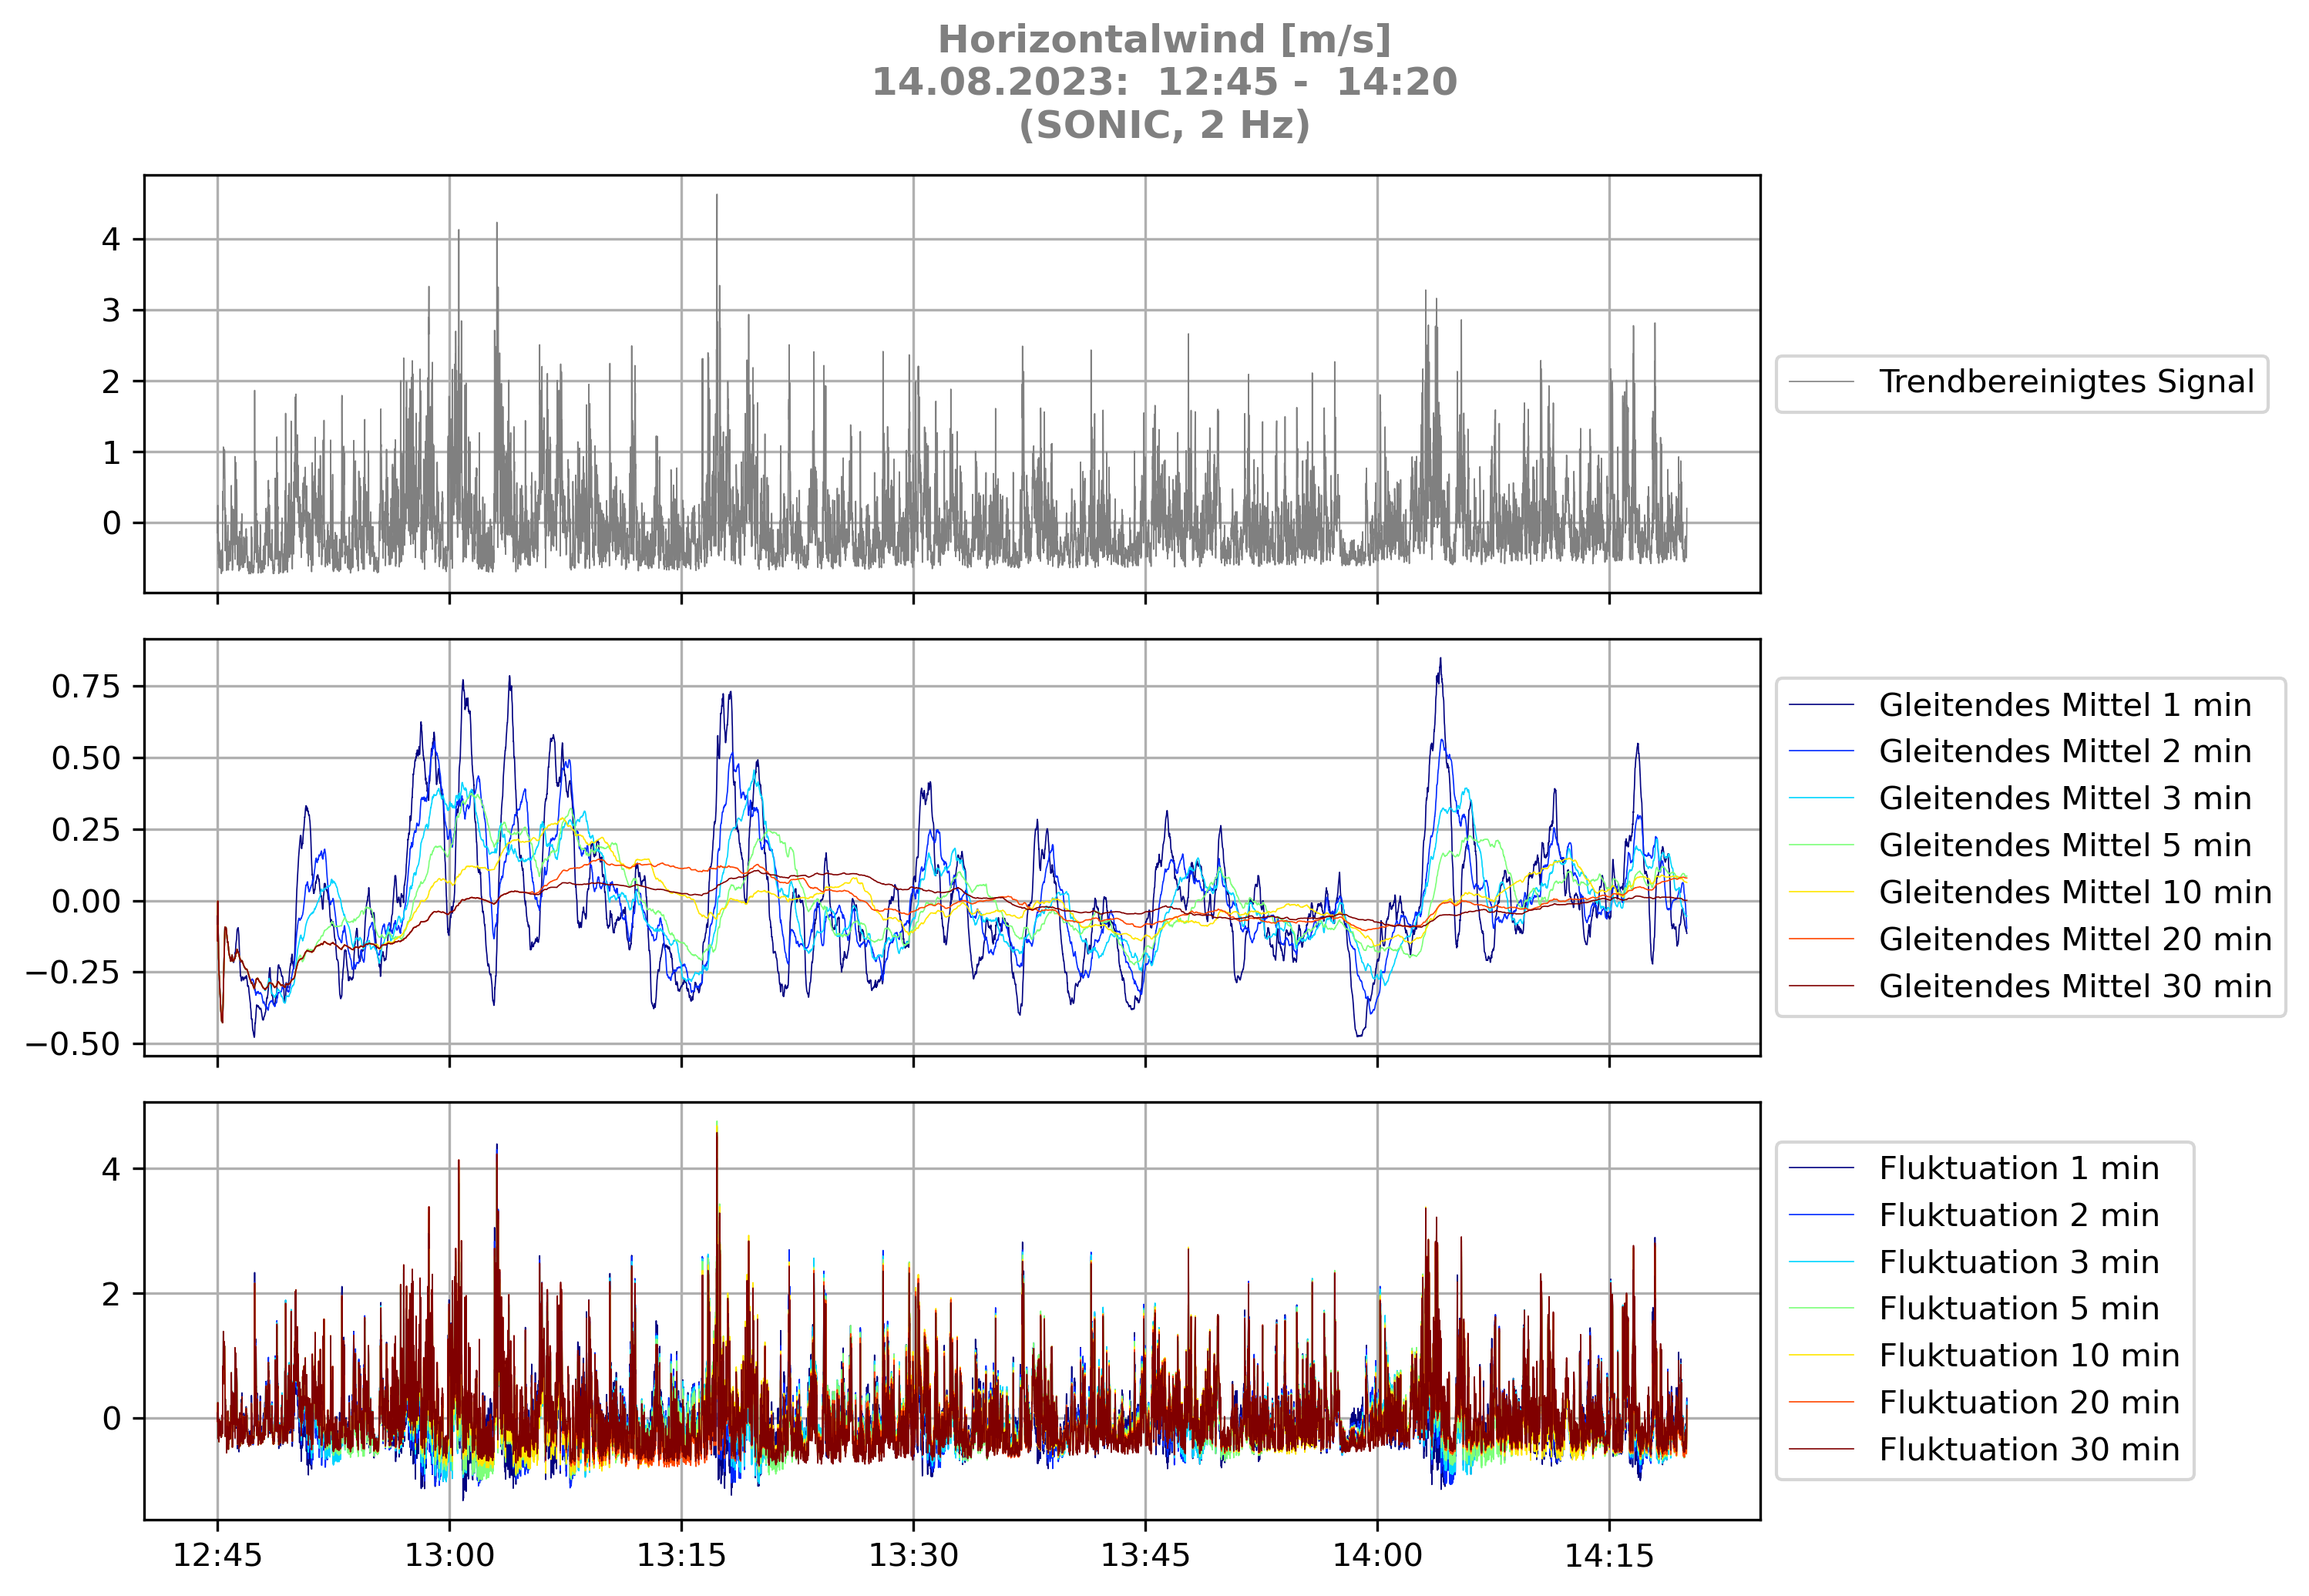 Horizontalwind [m/s]
14.08.2023:  12:45 -  14:20
(SONIC, 2 Hz)
4
3
2
1
0
Trendbereinigtes Signal
0.75
0.50
0.25
0.00
−0.25
−0.50
Gleitendes Mittel 1 min
Gleitendes Mittel 2 min
Gleitendes Mittel 3 min
Gleitendes Mittel 5 min
Gleitendes Mittel 10 min
Gleitendes Mittel 20 min
Gleitendes Mittel 30 min
4
2
0
Fluktuation 1 min
Fluktuation 2 min
Fluktuation 3 min
Fluktuation 5 min
Fluktuation 10 min
Fluktuation 20 min
Fluktuation 30 min
12:45 13:00 13:15 13:30 13:45 14:00 14:15